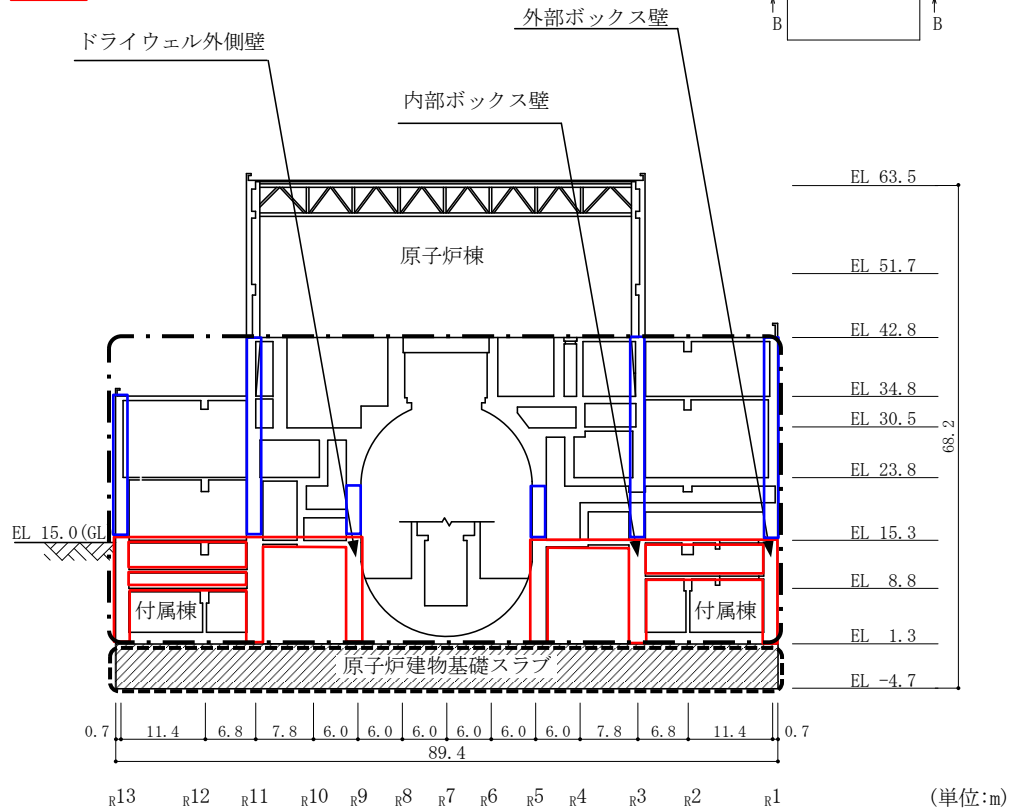 外部ボックス壁
B B
ドライウェル外側壁
内部ボックス壁
EL 63.5
原子炉棟
EL 51.7
EL 42.8
EL 34.8
EL 30.5
68.2
EL 23.8
EL 15.0(GL
EL 15.3
EL 8.8
付属棟 付属棟
EL 1.3
原子炉建物基礎スラブ
EL -4.7
0.7 11.4 6.8 7.8 6.0 6.0 6.0 6.0 6.0 6.0 7.8 6.8 11.4 0.7
89.4
R13 R12 R11 R10 R9 R8 R7 R6 R5 R4 R3 R2 R1 (単位:m)